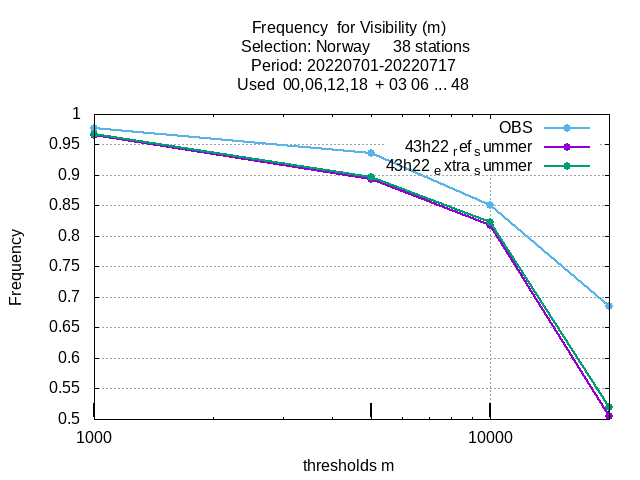 Frequency for Visibility (m)
Selection: Norway 38 stations
Period: 20220701-20220717
Used 00,06,12,18 + 03 06 ... 48
1
0.95
0.9
0.85
0.8
0.75
0.7
0.65
0.6
0.55
0.5
Frequency
OBS
43h22 ref summer
43h22 extra summer
1000
10000
thresholds m